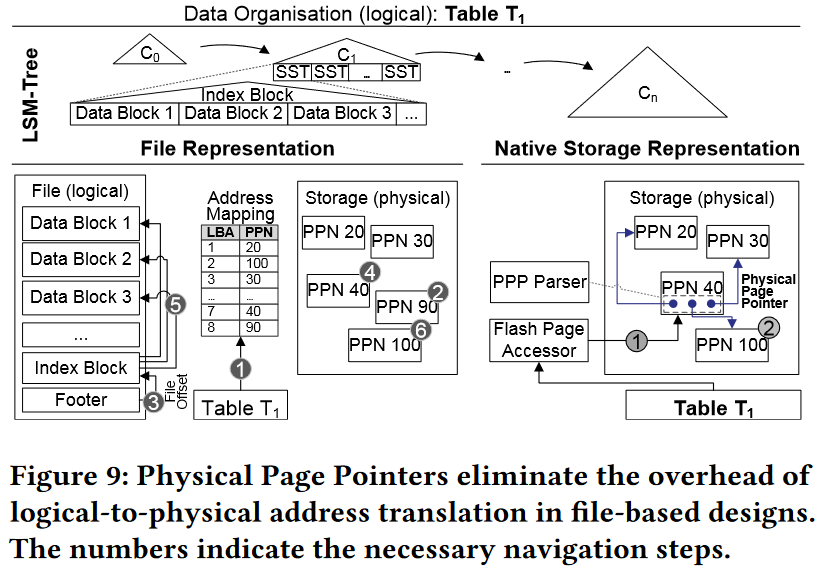 Data Organisation (logical): Table T1
LSM-Tree
C0
C1
SST SST ... SST
...
Cn
Index Block
Data Block 1 Data Block 2 Data Block 3 ...
File Representation
Native Storage Representation
File (logical)
Data Block 1
Data Block 2
Data Block 3
...
Index Block
Footer
5
3
File Offset
Address
Mapping
LBA PPN
1 20
2 100
3 30
... ...
7 40
8 90
1
Table T1
Storage (physical)
PPN 20
PPN 30
4
PPN 40
2
PPN 90
6
PPN 100
Storage (physical)
PPN 20
PPN 30
PPP Parser
PPN 40
Physical
Page
Pointer
Flash Page
Accessor
1
2
PPN 100
Table T1
Figure 9: Physical Page Pointers eliminate the overhead of
logical-to-physical address translation in file-based designs.
The numbers indicate the necessary navigation steps.